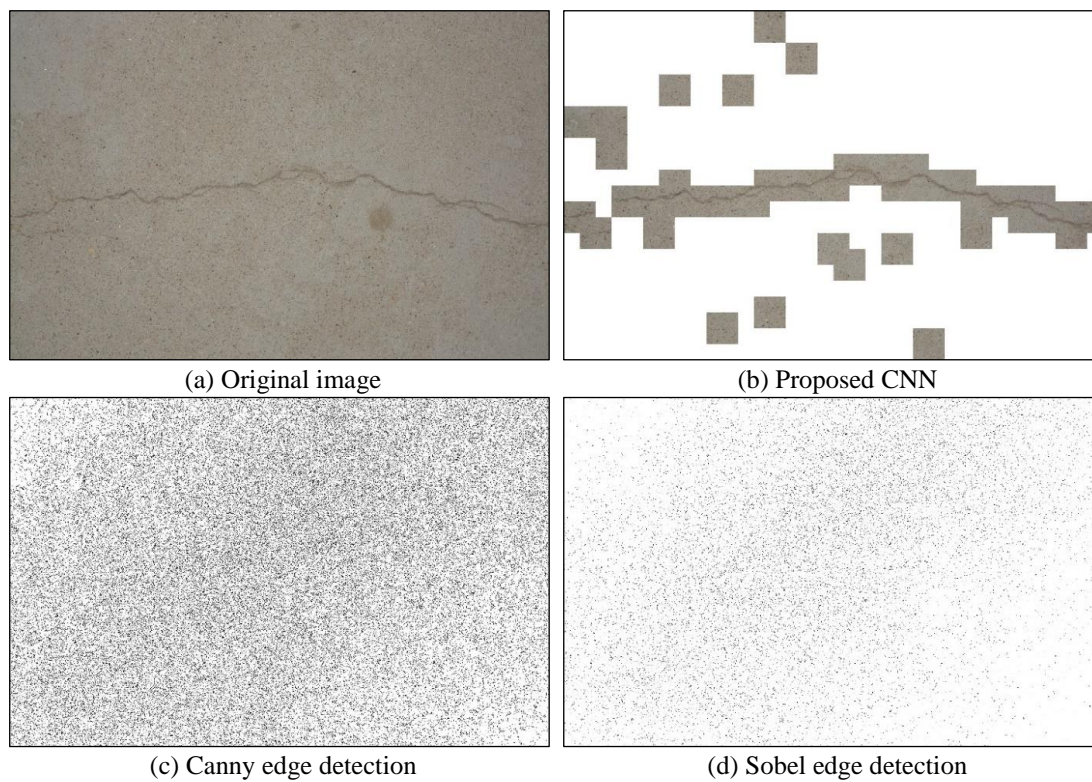 (a) Original image
(b) Proposed CNN
(c) Canny edge detection
(d) Sobel edge detection